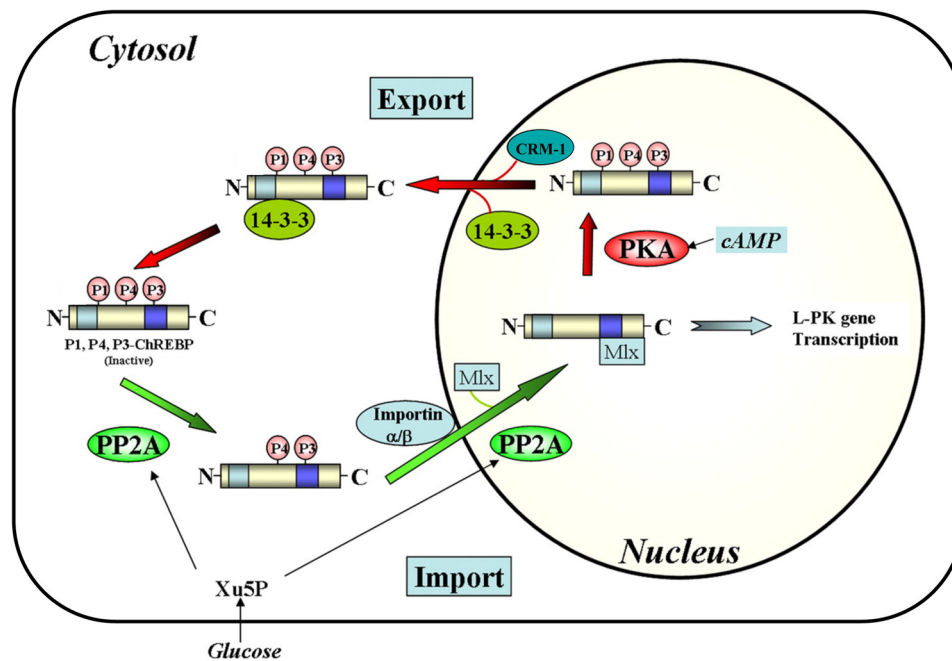 Cytosol
Export
P1 P4 P3
N C
14-3-3
CRM-1
14-3-3
P1 P4 P3
N C
PKA
cAMP
P1 P4 P3
N C
P1, P4, P3-ChREBP
(Inactive)
N C
Mlx
L-PK gene
Transcription
Mlx
Importin
α/β
PP2A
P4 P3
N C
PP2A
Nucleus
Import
Xu5P
Glucose